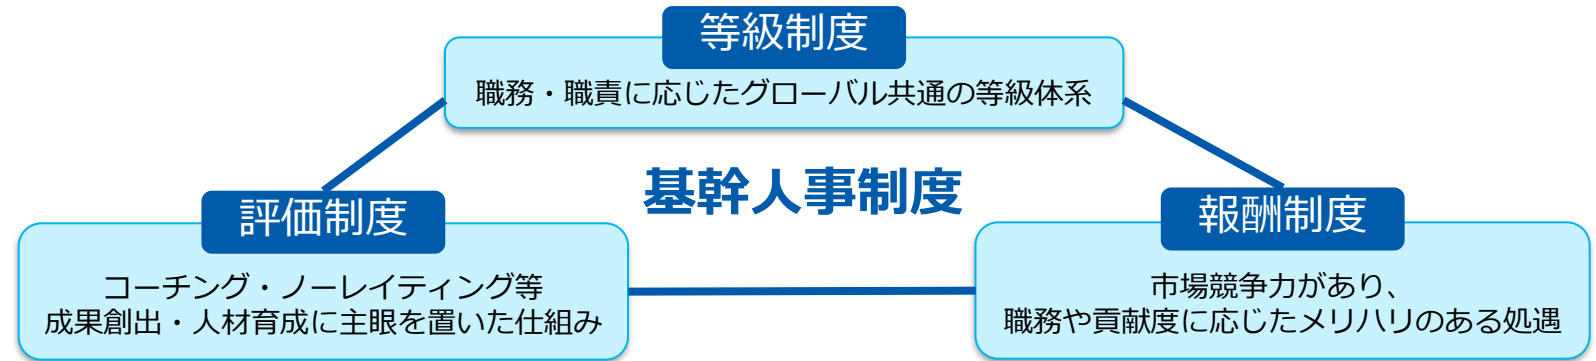 等級制度
職務・職責に応じたグローバル共通の等級体系
基幹人事制度
評価制度
コーチング・ノーレイティング等
成果創出・人材育成に主眼を置いた仕組み
報酬制度
市場競争力があり、
職務や貢献度に応じたメリハリのある処遇